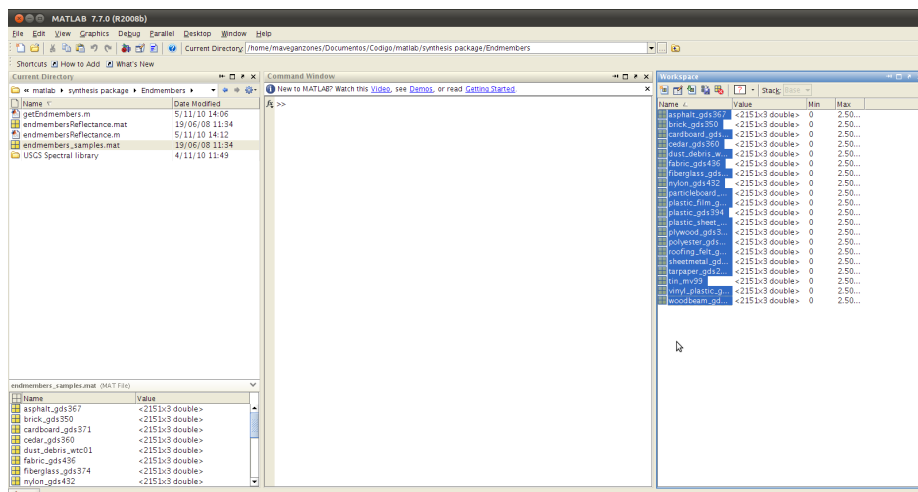 MATLAB 7.7.0 (R2008b)
File Edit View Graphics Debug Parallel Desktop Window Help
Current Directory: /home/maveganzones/Documentos/Codigo/matlab/synthesis package/Endmembers
Shortcuts How to Add What's New
Current Directory
« matlab ▸ synthesis package ▸ Endmembers ▸
Name Date Modified
getEndmembers.m 5/11/10 14:06
endmembersReflectance.mat 19/06/08 11:34
endmembersReflectance.m 5/11/10 14:12
endmembers_samples.mat 19/06/08 11:34
USGS Spectral library 4/11/10 11:49
endmembers_samples.mat (MAT File)
Name Value
asphalt_gds367 <2151x3 double>
brick_gds350 <2151x3 double>
cardboard_gds371 <2151x3 double>
cedar_gds360 <2151x3 double>
dust_debris_wtc01 <2151x3 double>
fabric_gds436 <2151x3 double>
fiberglass_gds374 <2151x3 double>
nylon_gds432 <2151x3 double>
Command Window
New to MATLAB? Watch this Video, see Demos, or read Getting Started.
fx >>
Workspace
Stack: Base
Name Value Min Max
asphalt_gds367 <2151x3 double> 0 2.50...
brick_gds350 <2151x3 double> 0 2.50...
cardboard_gds... <2151x3 double> 0 2.50...
cedar_gds360 <2151x3 double> 0 2.50...
dust_debris_w... <2151x3 double> 0 2.50...
fabric_gds436 <2151x3 double> 0 2.50...
fiberglass_gds... <2151x3 double> 0 2.50...
nylon_gds432 <2151x3 double> 0 2.50...
particleboard_... <2151x3 double> 0 2.50...
plastic_film_g... <2151x3 double> 0 2.50...
plastic_gds394 <2151x3 double> 0 2.50...
plastic_sheet_... <2151x3 double> 0 2.50...
plywood_gds3... <2151x3 double> 0 2.50...
polyester_gds... <2151x3 double> 0 2.50...
roofing_felt_g... <2151x3 double> 0 2.50...
sheetmetal_gd... <2151x3 double> 0 2.50...
tarpaper_gds2... <2151x3 double> 0 2.50...
tin_mv99 <2151x3 double> 0 2.50...
vinyl_plastic_g... <2151x3 double> 0 2.50...
woodbeam_gd... <2151x3 double> 0 2.50...